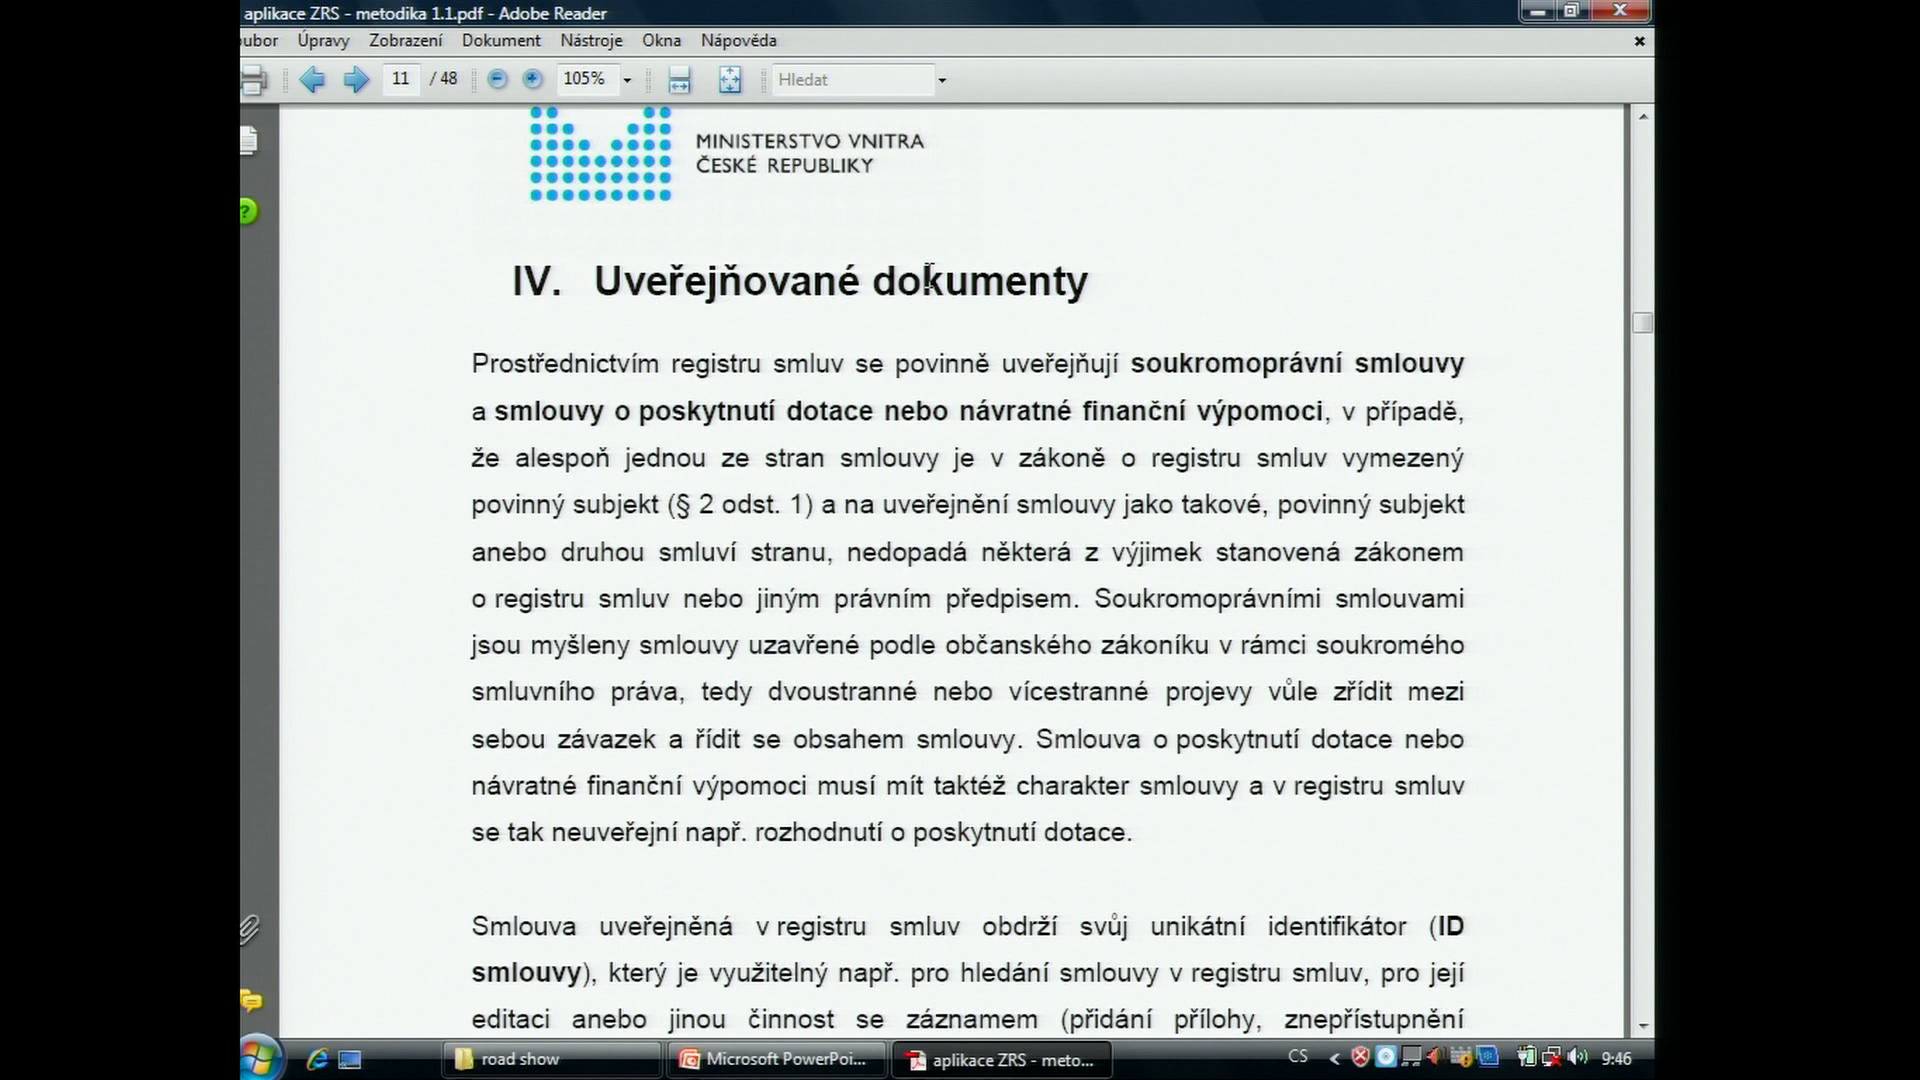 aplikace ZRS - metodika 1.1.pdf - Adobe Reader
oubor Úpravy Zobrazení Dokument Nástroje Okna Nápověda
11 / 48 105% Hledat
MINISTERSTVO VNITRA
ČESKÉ REPUBLIKY
IV. Uveřejňované dokumenty
Prostřednictvím registru smluv se povinně uveřejňují soukromoprávní smlouvy
a smlouvy o poskytnutí dotace nebo návratné finanční výpomoci, v případě,
že alespoň jednou ze stran smlouvy je v zákoně o registru smluv vymezený
povinný subjekt (§ 2 odst. 1) a na uveřejnění smlouvy jako takové, povinný subjekt
anebo druhou smluví stranu, nedopadá některá z výjimek stanovená zákonem
o registru smluv nebo jiným právním předpisem. Soukromoprávními smlouvami
jsou myšleny smlouvy uzavřené podle občanského zákoníku v rámci soukromého
smluvního práva, tedy dvoustranné nebo vícestranné projevy vůle zřídit mezi
sebou závazek a řídit se obsahem smlouvy. Smlouva o poskytnutí dotace nebo
návratné finanční výpomoci musí mít taktéž charakter smlouvy a v registru smluv
se tak neuveřejní např. rozhodnutí o poskytnutí dotace.
Smlouva uveřejněná v registru smluv obdrží svůj unikátní identifikátor (ID
smlouvy), který je využitelný např. pro hledání smlouvy v registru smluv, pro její
editaci anebo jinou činnost se záznamem (přidání přílohy, znepřístupnění
road show Microsoft PowerPoi... aplikace ZRS - meto... CS 9:46